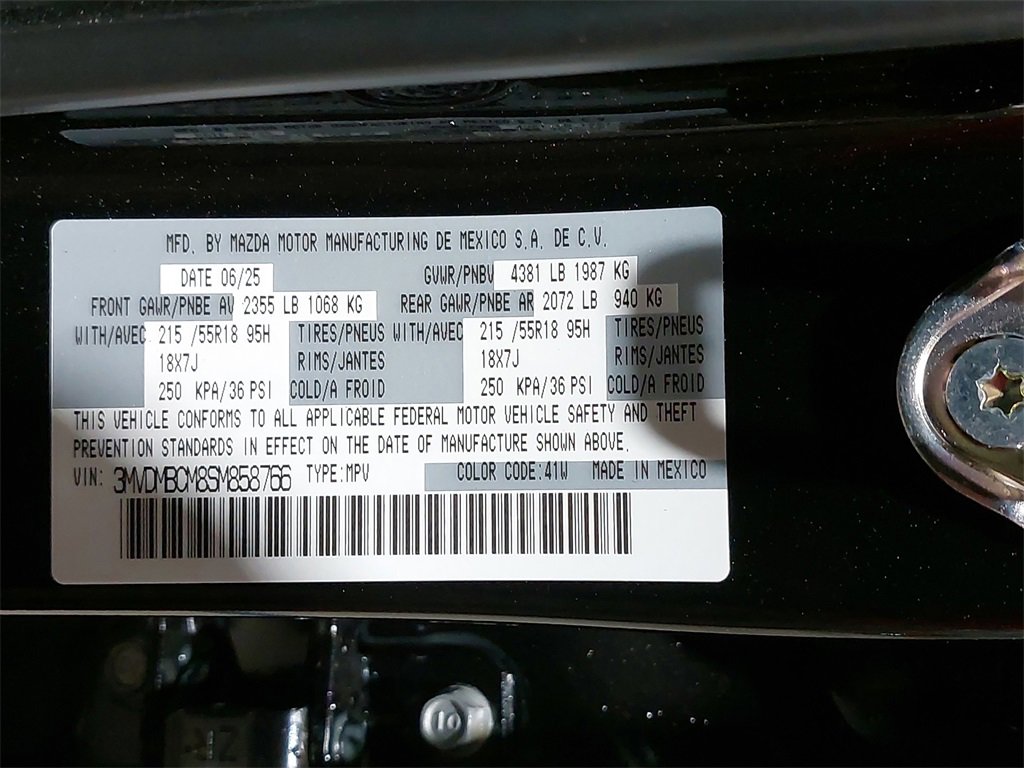 MFD. BY MAZDA MOTOR MANUFACTURING DE MEXICO S.A. DE C.V.
DATE 06/25 GVWR/PNBV 4381 LB 1987 KG
FRONT GAWR/PNBE AV 2355 LB 1068 KG REAR GAWR/PNBE AR 2072 LB 940 KG
WITH/AVEC 215 /55R18 95H TIRES/PNEUS WITH/AVEC 215 /55R18 95H TIRES/PNEUS
18X7J RIMS/JANTES 18X7J RIMS/JANTES
250 KPA/36 PSI COLD/A FROID 250 KPA/36 PSI COLD/A FROID
THIS VEHICLE CONFORMS TO ALL APPLICABLE FEDERAL MOTOR VEHICLE SAFETY AND THEFT
PREVENTION STANDARDS IN EFFECT ON THE DATE OF MANUFACTURE SHOWN ABOVE.
VIN: 3MVDMBCM8SM858766 TYPE:MPV COLOR CODE:41W MADE IN MEXICO
10